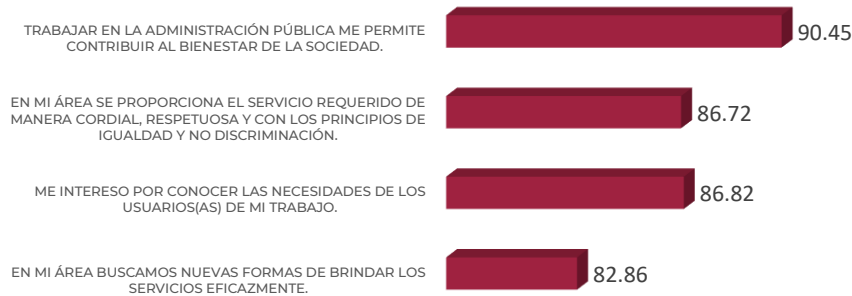 TRABAJAR EN LA ADMINISTRACIÓN PÚBLICA ME PERMITE
CONTRIBUIR AL BIENESTAR DE LA SOCIEDAD.
90.45
EN MI ÁREA SE PROPORCIONA EL SERVICIO REQUERIDO DE
MANERA CORDIAL, RESPETUOSA Y CON LOS PRINCIPIOS DE
IGUALDAD Y NO DISCRIMINACIÓN.
86.72
ME INTERESO POR CONOCER LAS NECESIDADES DE LOS
USUARIOS(AS) DE MI TRABAJO.
86.82
EN MI ÁREA BUSCAMOS NUEVAS FORMAS DE BRINDAR LOS
SERVICIOS EFICAZMENTE.
82.86